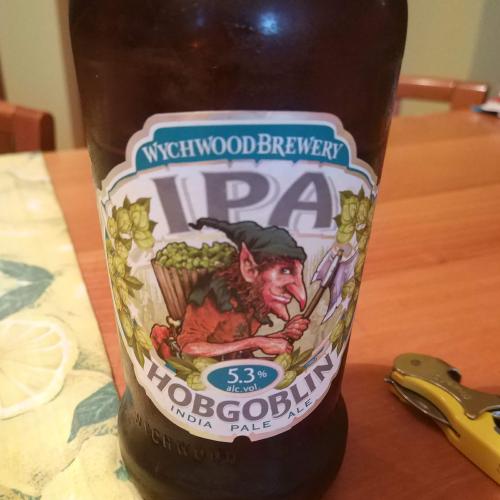 WYCHWOOD BREWERY
IPA
5.3%
alc.vol
HOBGOBLIN
INDIA PALE ALE
WYCHWOOD